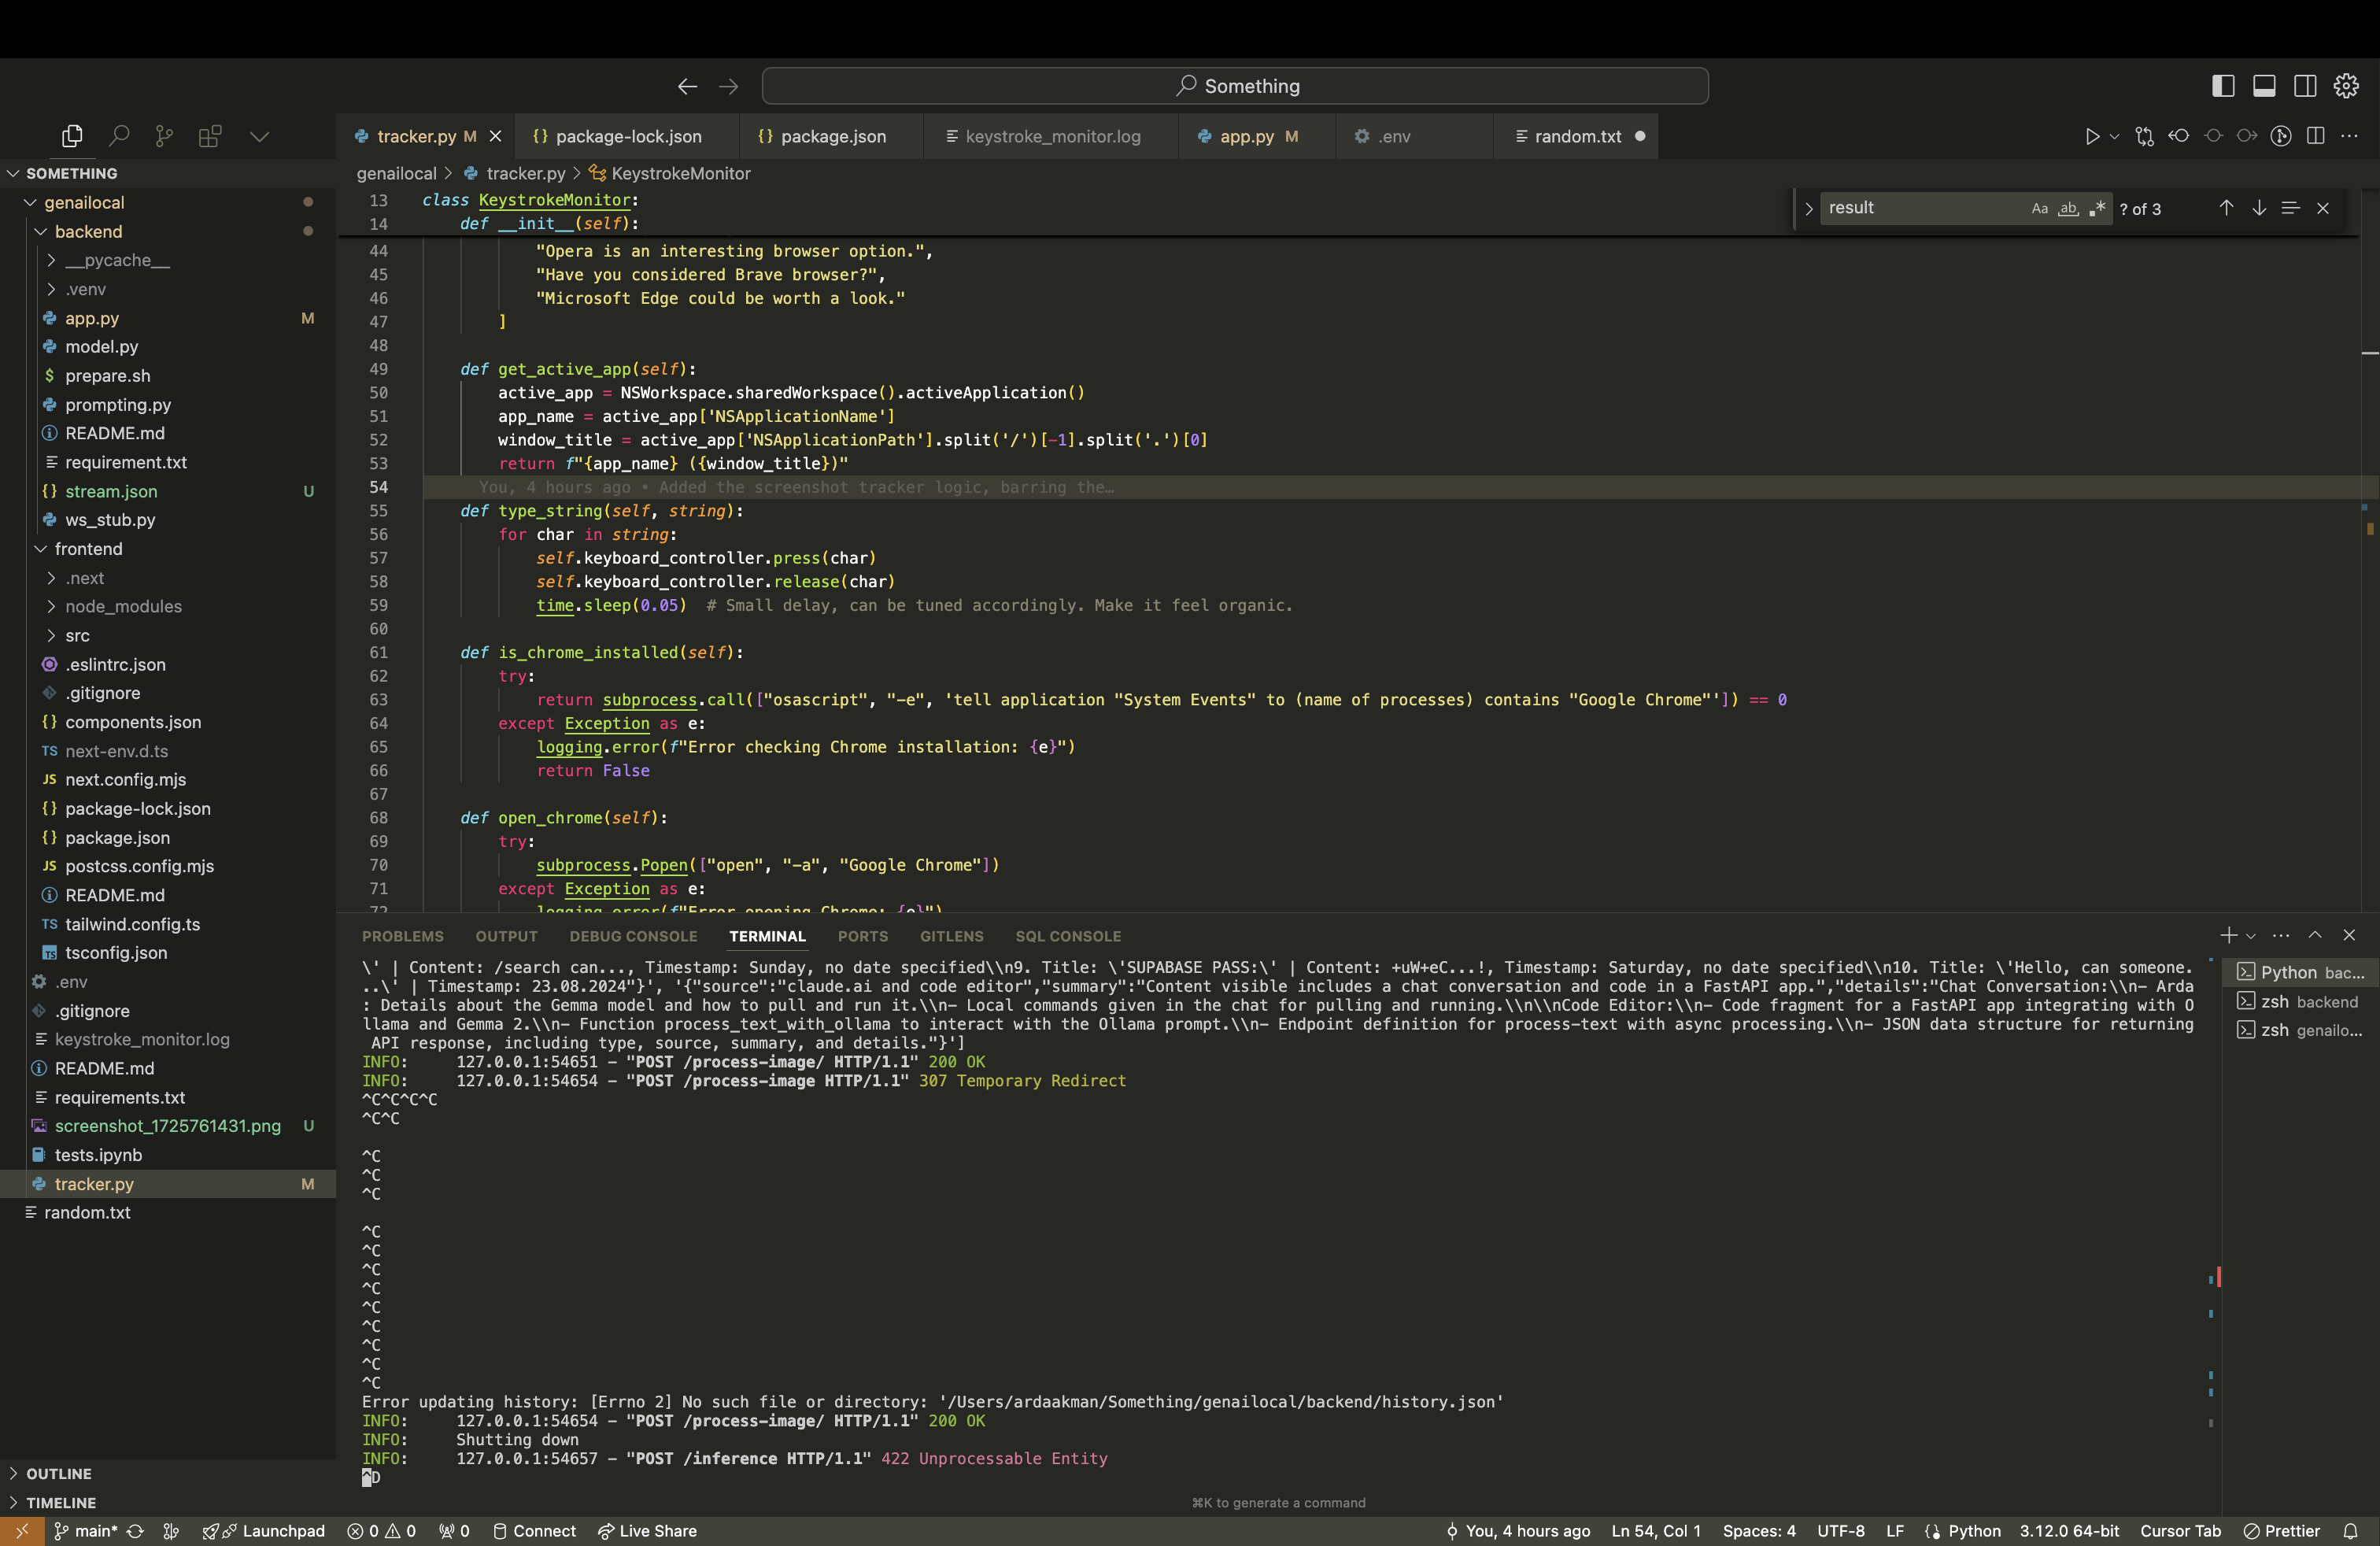 Something
tracker.py M
package-lock.json
package.json
keystroke_monitor.log
app.py M
.env
random.txt
SOMETHING
genailocal
backend
__pycache__
.venv
app.py M
model.py
prepare.sh
prompting.py
README.md
requirement.txt
stream.json U
ws_stub.py
frontend
.next
node_modules
src
.eslintrc.json
.gitignore
components.json
next-env.d.ts
next.config.mjs
package-lock.json
package.json
postcss.config.mjs
README.md
tailwind.config.ts
tsconfig.json
.env
.gitignore
keystroke_monitor.log
README.md
requirements.txt
screenshot_1725761431.png U
tests.ipynb
tracker.py M
random.txt
OUTLINE
TIMELINE
genailocal > tracker.py > KeystrokeMonitor
result
Aa ab .* ? of 3
13 class KeystrokeMonitor:
14 def __init__(self):
44 "Opera is an interesting browser option.",
45 "Have you considered Brave browser?",
46 "Microsoft Edge could be worth a look."
47 ]
48
49 def get_active_app(self):
50 active_app = NSWorkspace.sharedWorkspace().activeApplication()
51 app_name = active_app['NSApplicationName']
52 window_title = active_app['NSApplicationPath'].split('/')[-1].split('.')[0]
53 return f"{app_name} ({window_title})"
54 You, 4 hours ago • Added the screenshot tracker logic, barring the…
55 def type_string(self, string):
56 for char in string:
57 self.keyboard_controller.press(char)
58 self.keyboard_controller.release(char)
59 time.sleep(0.05) # Small delay, can be tuned accordingly. Make it feel organic.
60
61 def is_chrome_installed(self):
62 try:
63 return subprocess.call(["osascript", "-e", 'tell application "System Events" to (name of processes) contains "Google Chrome"']) == 0
64 except Exception as e:
65 logging.error(f"Error checking Chrome installation: {e}")
66 return False
67
68 def open_chrome(self):
69 try:
70 subprocess.Popen(["open", "-a", "Google Chrome"])
71 except Exception as e:
72 logging.error(f"Error opening Chrome: {e}")
PROBLEMS OUTPUT DEBUG CONSOLE TERMINAL PORTS GITLENS SQL CONSOLE
\' | Content: /search can..., Timestamp: Sunday, no date specified\\n9. Title: \'SUPABASE PASS:\' | Content: +uW+eC...!, Timestamp: Saturday, no date specified\\n10. Title: \'Hello, can someone.
..\' | Timestamp: 23.08.2024"}', '{"source":"claude.ai and code editor","summary":"Content visible includes a chat conversation and code in a FastAPI app.","details":"Chat Conversation:\\n- Arda
: Details about the Gemma model and how to pull and run it.\\n- Local commands given in the chat for pulling and running.\\n\\nCode Editor:\\n- Code fragment for a FastAPI app integrating with O
llama and Gemma 2.\\n- Function process_text_with_ollama to interact with the Ollama prompt.\\n- Endpoint definition for process-text with async processing.\\n- JSON data structure for returning
API response, including type, source, summary, and details."}']
INFO: 127.0.0.1:54651 - "POST /process-image/ HTTP/1.1" 200 OK
INFO: 127.0.0.1:54654 - "POST /process-image HTTP/1.1" 307 Temporary Redirect
^C^C^C^C
^C^C
^C
^C
^C
^C
^C
^C
^C
^C
^C
^C
^C
^C
Error updating history: [Errno 2] No such file or directory: '/Users/ardaakman/Something/genailocal/backend/history.json'
INFO: 127.0.0.1:54654 - "POST /process-image/ HTTP/1.1" 200 OK
INFO: Shutting down
INFO: 127.0.0.1:54657 - "POST /inference HTTP/1.1" 422 Unprocessable Entity
^D
⌘K to generate a command
Python bac...
zsh backend
zsh genailo...
main* Launchpad 0 0 0 Connect Live Share
You, 4 hours ago Ln 54, Col 1 Spaces: 4 UTF-8 LF Python 3.12.0 64-bit Cursor Tab Prettier